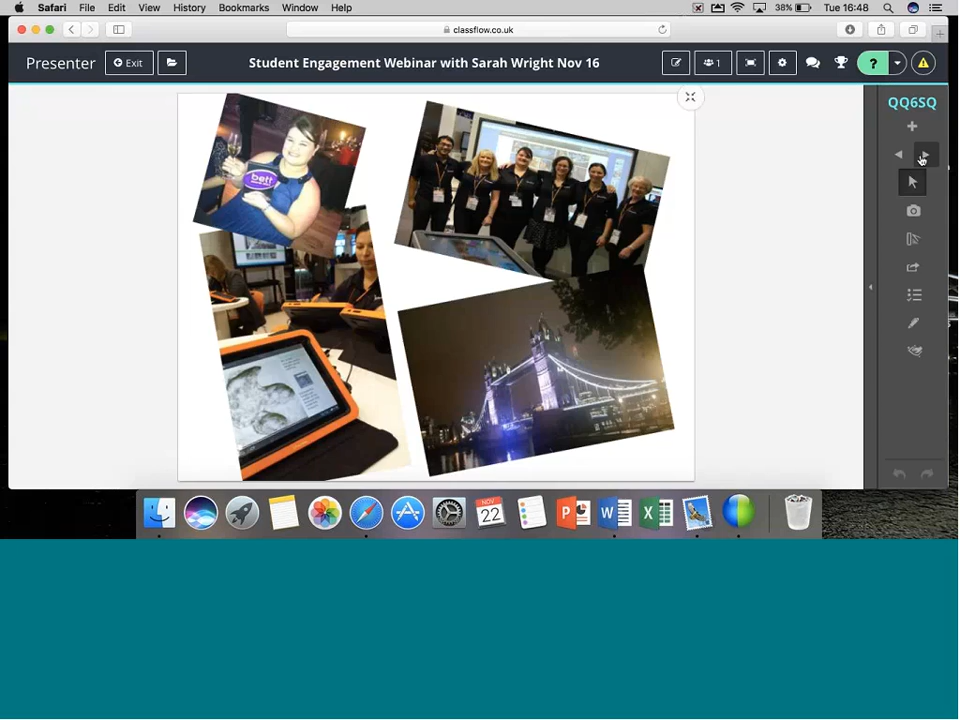 Safari File Edit View History Bookmarks Window Help
38% Tue 16:48
classflow.co.uk
Presenter Exit Student Engagement Webinar with Sarah Wright Nov 16 1 ?
QQ6SQ
bett
NOV
22